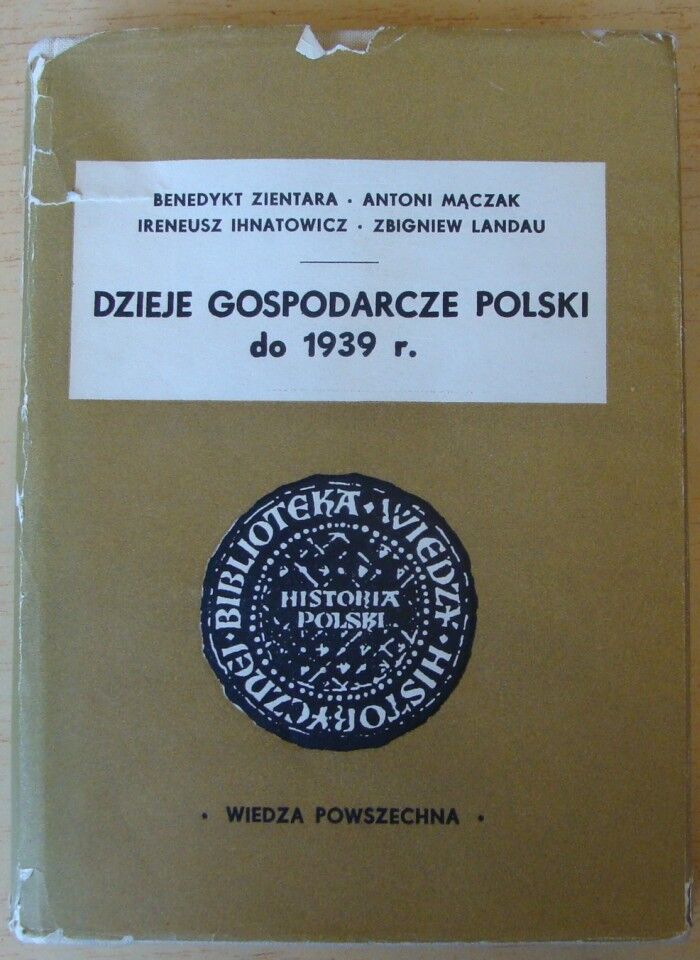 BENEDYKT ZIENTARA · ANTONI MĄCZAK
IRENEUSZ IHNATOWICZ · ZBIGNIEW LANDAU
DZIEJE GOSPODARCZE POLSKI
do 1939 r.
BIBLIOTEKA · WIEDZY · HISTORYCZNEJ ·
HISTORIA
POLSKI
· WIEDZA POWSZECHNA ·